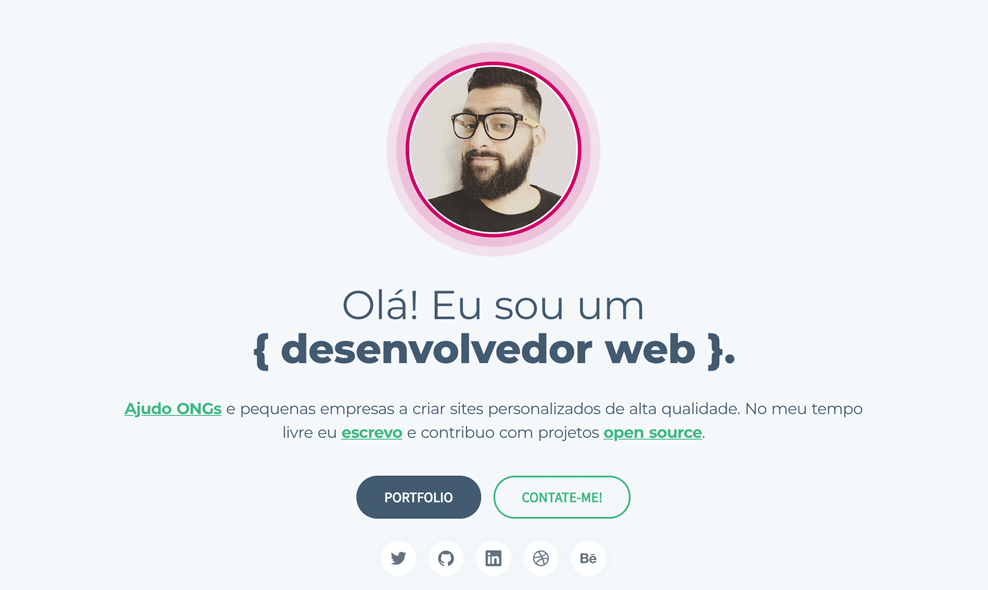 Olá! Eu sou um
{ desenvolvedor web }.
Ajudo ONGs e pequenas empresas a criar sites personalizados de alta qualidade. No meu tempo
livre eu escrevo e contribuo com projetos open source.
PORTFOLIO CONTATE-ME!
Bē